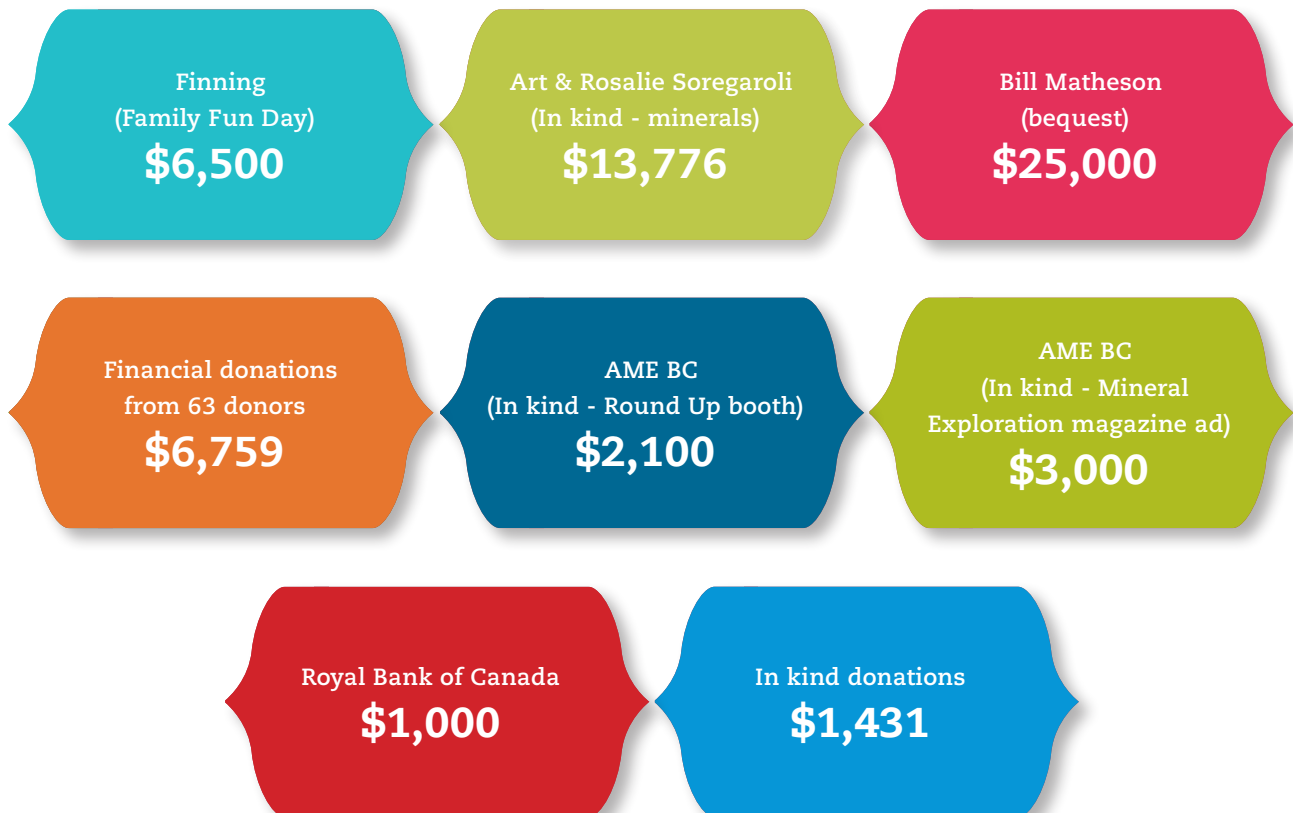 Finning
(Family Fun Day)
$6,500
Art & Rosalie Soregaroli
(In kind - minerals)
$13,776
Bill Matheson
(bequest)
$25,000
Financial donations
from 63 donors
$6,759
AME BC
(In kind - Round Up booth)
$2,100
AME BC
(In kind - Mineral
Exploration magazine ad)
$3,000
Royal Bank of Canada
$1,000
In kind donations
$1,431